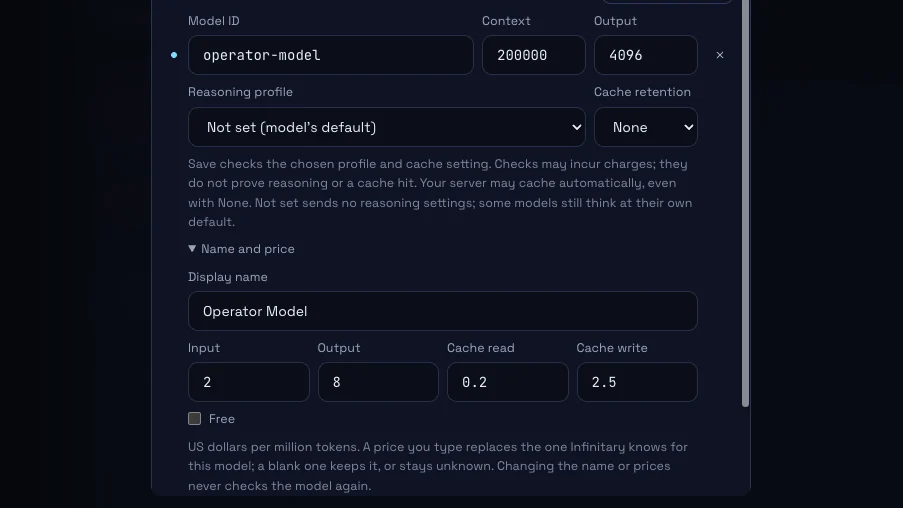 Model ID Context Output
operator-model 200000 4096 ×
Reasoning profile Cache retention
Not set (model's default) None
Save checks the chosen profile and cache setting. Checks may incur charges; they
do not prove reasoning or a cache hit. Your server may cache automatically, even
with None. Not set sends no reasoning settings; some models still think at their own
default.
▼ Name and price
Display name
Operator Model
Input Output Cache read Cache write
2 8 0.2 2.5
Free
US dollars per million tokens. A price you type replaces the one Infinitary knows for
this model; a blank one keeps it, or stays unknown. Changing the name or prices
never checks the model again.